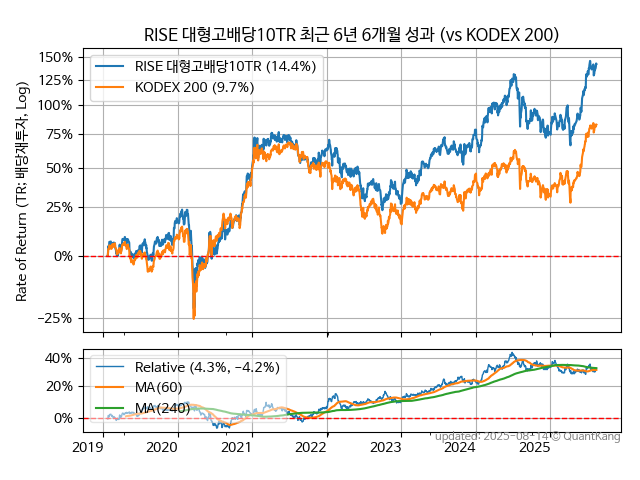 RISE 대형고배당10TR 최근 6년 6개월 성과 (vs KODEX 200)
Rate of Return (TR: 배당재투자, Log)
150%
125%
100%
75%
50%
25%
0%
−25%
RISE 대형고배당10TR (14.4%)
KODEX 200 (9.7%)
40%
20%
0%
Relative (4.3%, −4.2%)
MA(60)
MA(240)
2019 2020 2021 2022 2023 2024 2025
updated: 2025-08-14 © QuantKang